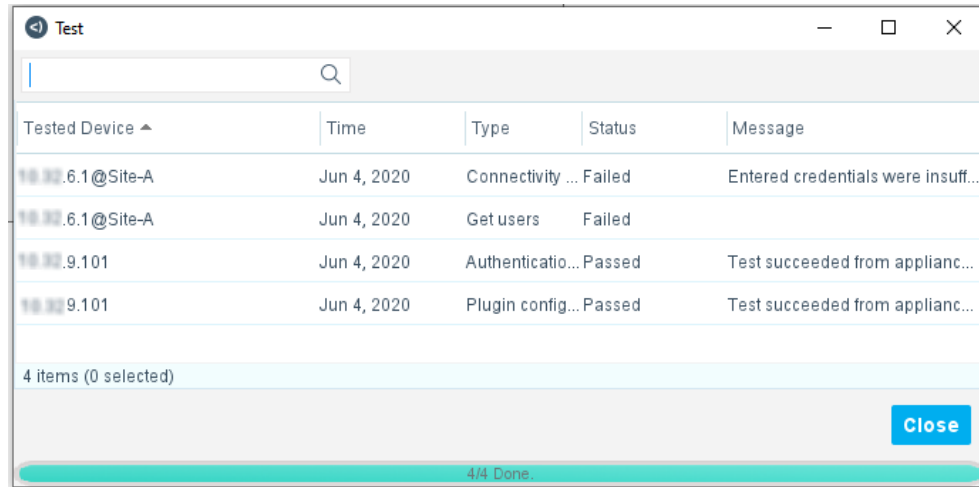 Test
Tested Device Time Type Status Message
.6.1@Site-A Jun 4, 2020 Connectivity ... Failed Entered credentials were insuff...
.6.1@Site-A Jun 4, 2020 Get users Failed
.9.101 Jun 4, 2020 Authenticatio... Passed Test succeeded from applianc...
9.101 Jun 4, 2020 Plugin config... Passed Test succeeded from applianc...
4 items (0 selected)
Close
4/4 Done.